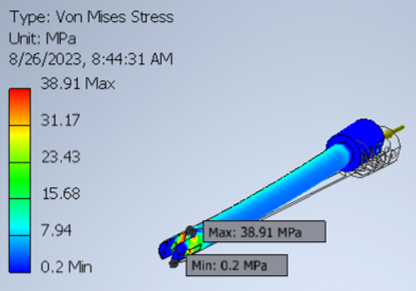 Type: Von Mises Stress
Unit: MPa
8/26/2023, 8:44:31 AM
38.91 Max
31.17
23.43
15.68
7.94
0.2 Min
Max: 38.91 MPa
Min: 0.2 MPa